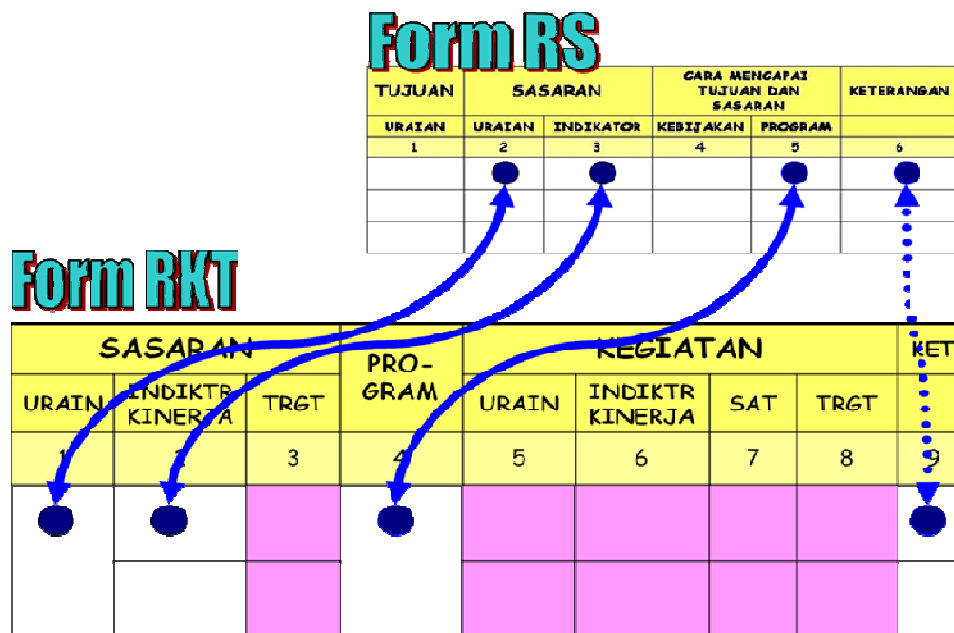 Form RS
TUJUAN SASARAN CARA MENCAPAI TUJUAN DAN SASARAN KETERANGAN
URAIAN URAIAN INDIKATOR KEBIJAKAN PROGRAM
1 2 3 4 5 6
Form RKT
SASARAN PRO-GRAM KEGIATAN KET
URAIN INDIKTR KINERJA TRGT URAIN INDIKTR KINERJA SAT TRGT
1 2 3 4 5 6 7 8 9